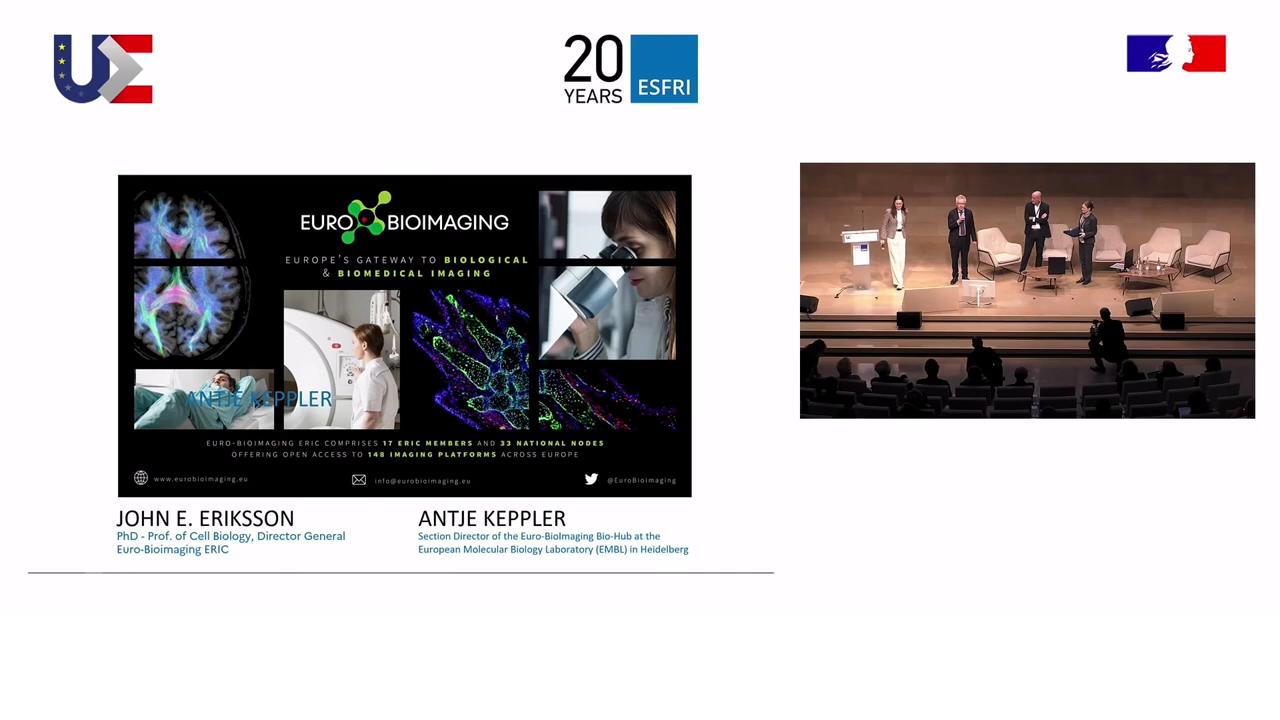 UE
20
YEARS
ESFRI
EURO BIOIMAGING
EUROPE'S GATEWAY TO BIOLOGICAL
& BIOMEDICAL IMAGING
ANTJE KEPPLER
EURO-BIOIMAGING ERIC COMPRISES 17 ERIC MEMBERS AND 33 NATIONAL NODES
OFFERING OPEN ACCESS TO 148 IMAGING PLATFORMS ACROSS EUROPE
www.eurobioimaging.eu
info@eurobioimaging.eu
@EuroBioimaging
JOHN E. ERIKSSON
PhD - Prof. of Cell Biology, Director General
Euro-Bioimaging ERIC
ANTJE KEPPLER
Section Director of the Euro-BioImaging Bio-Hub at the
European Molecular Biology Laboratory (EMBL) in Heidelberg